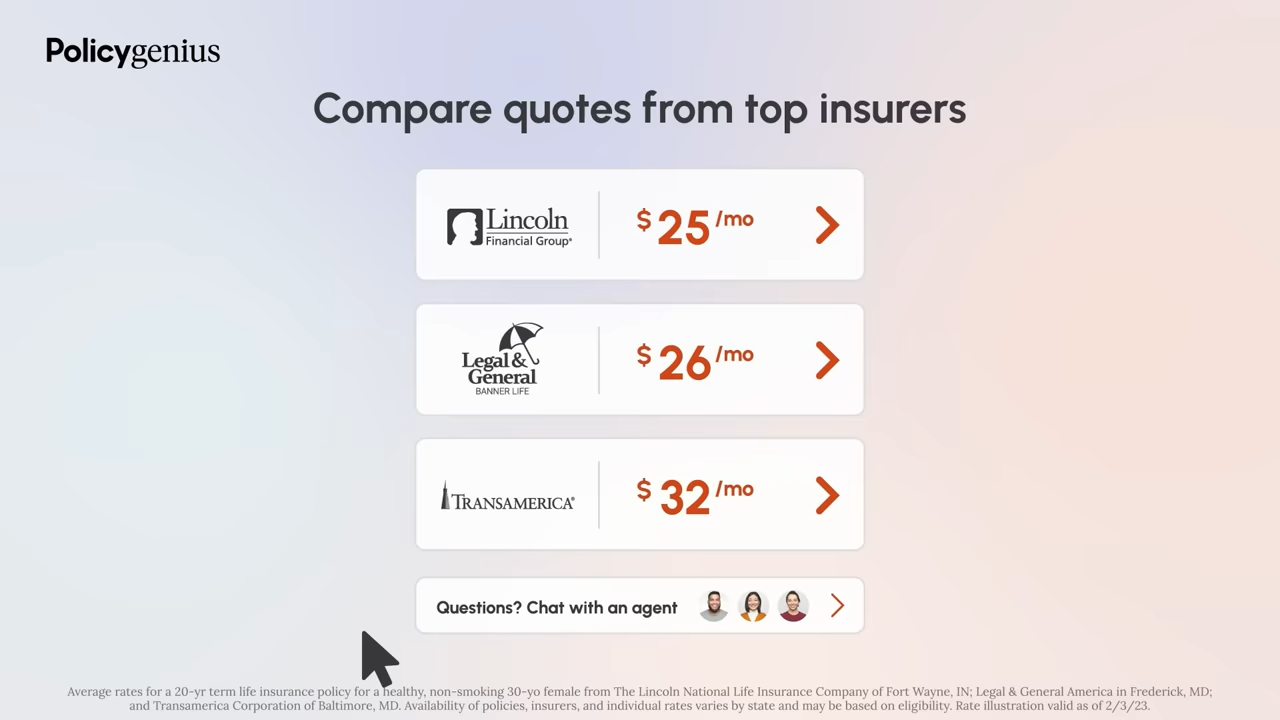 Policygenius
Compare quotes from top insurers
Lincoln
Financial Group®
$25/mo
Legal &
General
BANNER LIFE
$26/mo
TRANSAMERICA®
$32/mo
Questions? Chat with an agent
Average rates for a 20-yr term life insurance policy for a healthy, non-smoking 30-yo female from The Lincoln National Life Insurance Company of Fort Wayne, IN; Legal & General America in Frederick, MD;
and Transamerica Corporation of Baltimore, MD. Availability of policies, insurers, and individual rates varies by state and may be based on eligibility. Rate illustration valid as of 2/3/23.